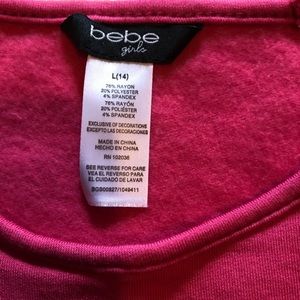 bebe
girls
L(14)
76% RAYON
20% POLYESTER
4% SPANDEX
76% RAYÓN
20% POLIÉSTER
4% SPANDEX
EXCLUSIVE OF DECORATIONS
EXCEPTO LAS DECORACIONES
MADE IN CHINA
HECHO EN CHINA
RN 102036
SEE REVERSE FOR CARE
VEA EL REVERSO PARA
EL CUIDADO DE LAVAR
BGS00827/1049411